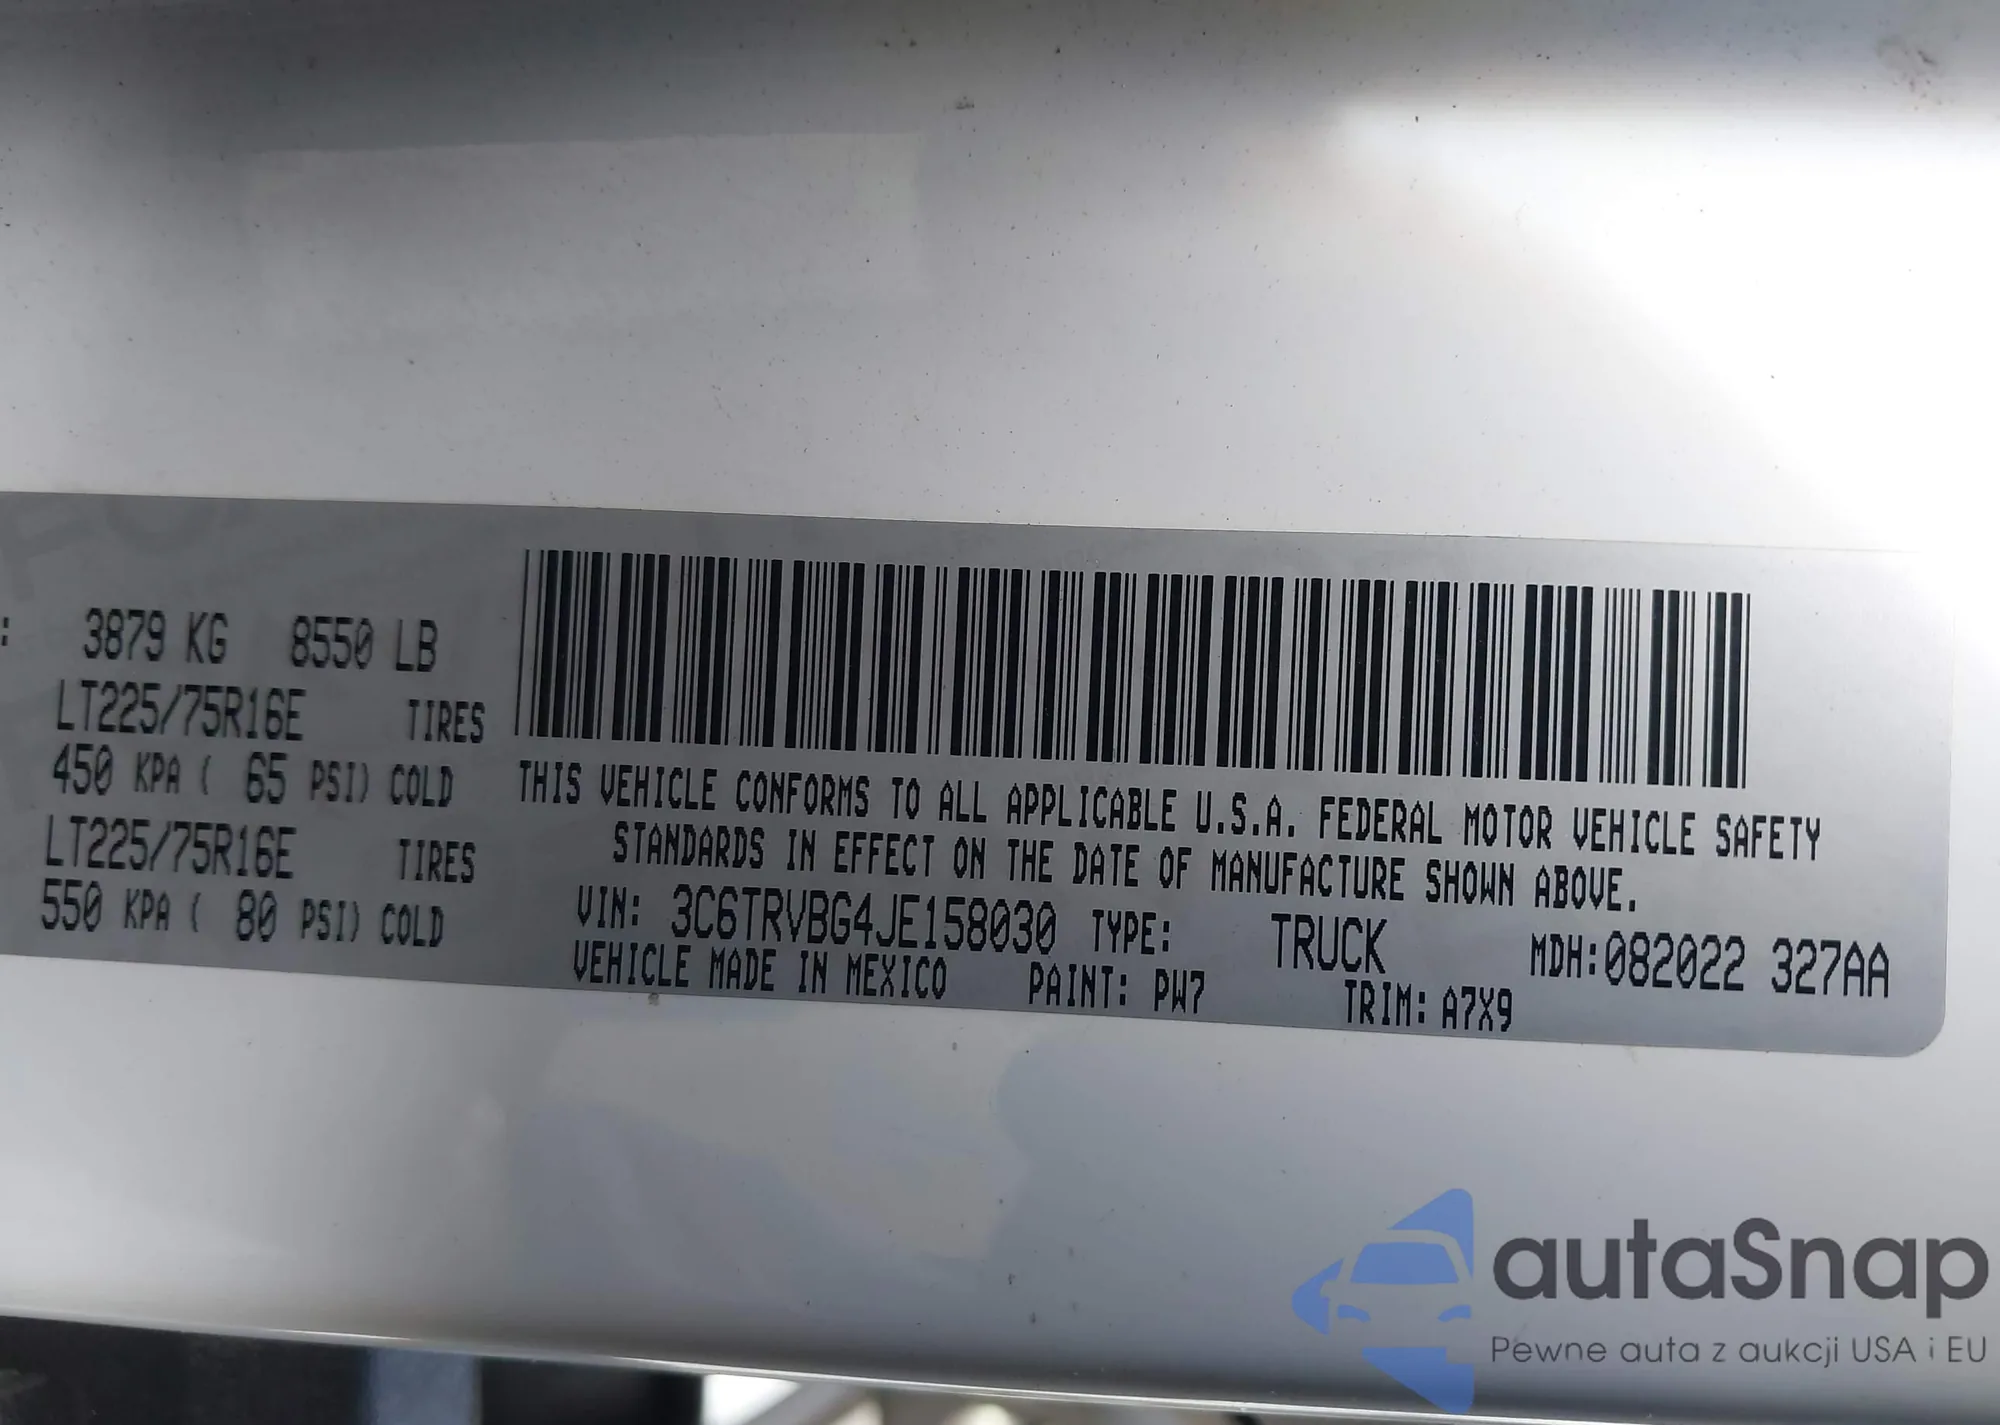 : 3879 KG 8550 LB
LT225/75R16E TIRES
450 KPA ( 65 PSI) COLD
LT225/75R16E TIRES
550 KPA ( 80 PSI) COLD
THIS VEHICLE CONFORMS TO ALL APPLICABLE U.S.A. FEDERAL MOTOR VEHICLE SAFETY
STANDARDS IN EFFECT ON THE DATE OF MANUFACTURE SHOWN ABOVE.
VIN: 3C6TRVBG4JE158030 TYPE: TRUCK MDH:082022 327AA
VEHICLE MADE IN MEXICO PAINT: PW7 TRIM: A7X9
autaSnap
Pewne auta z aukcji USA i EU